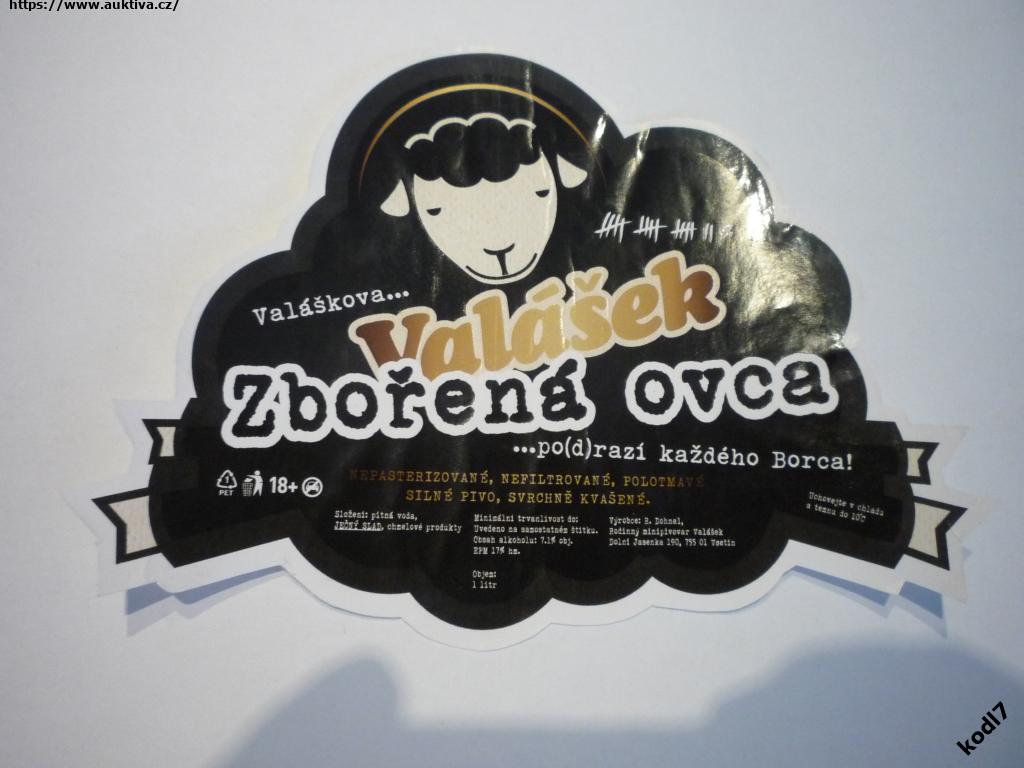 https://www.auktiva.cz/
Valáškova...
Valášek
Zbořená ovca
...po(d)razí každého Borca!
PET
18+
NEPASTERIZOVANÉ, NEFILTROVANÉ, POLOTMAVÉ
SILNÉ PIVO, SVRCHNĚ KVAŠENÉ.
Složení: pitná voda,
JEČNÝ SLAD, chmelové produkty
Minimální trvanlivost do:
Uvedeno na samostatném štítku.
Obsah alkoholu: 7.1% obj.
EPM 17% hm.
Objem:
1 litr
Výrobce: R. Dohnal,
Rodinný minipivovar Valášek
Dolní Jasenka 190, 755 01 Vsetín
Uchovejte v chladu
a temnu do 10°C
kodl7